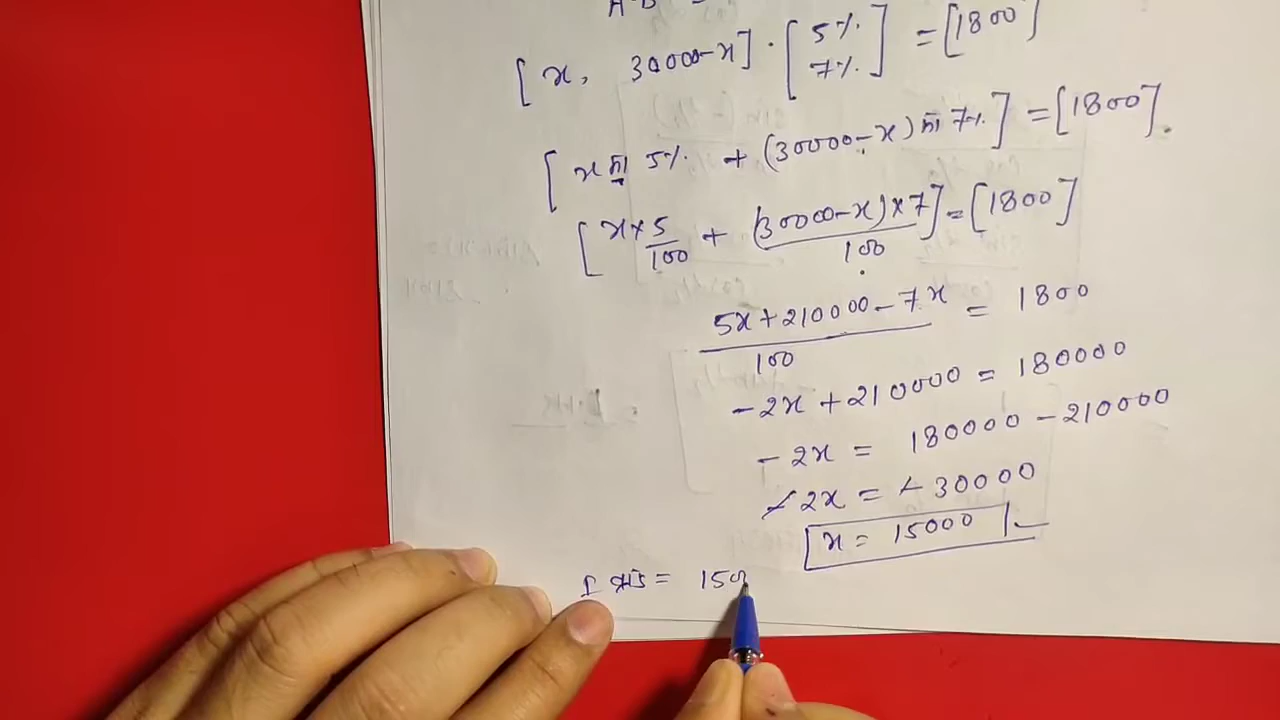 A·B =
[x, 30000-x] · [5% 7%] = [1800]
[x का 5% + (30000-x) का 7%] = [1800]
[x×5/100 + (30000-x)×7/100] = [1800]
5x+210000-7x/100 = 1800
-2x+210000 = 180000
-2x = 180000-210000
-2x = -30000
x = 15000
I = 150